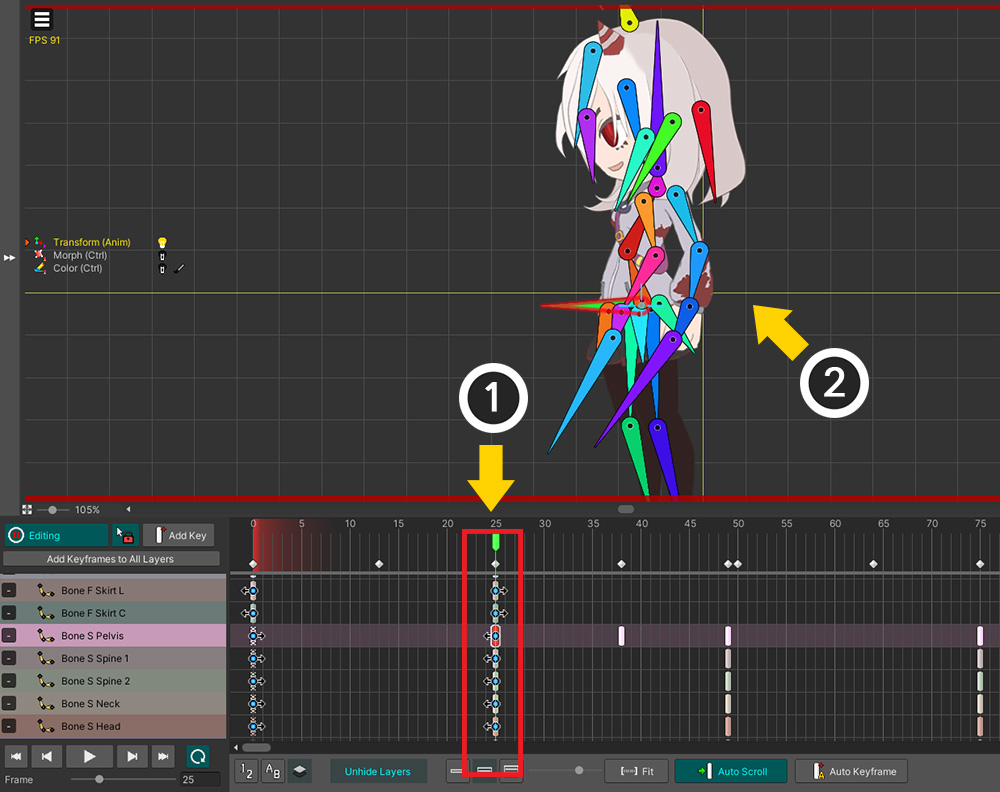 FPS 91
Transform (Anim)
Morph (Ctrl)
Color (Ctrl)
1
2
105%
Editing
Add Key
Add Keyframes to All Layers
0 5 10 15 20 25 30 35 40 45 50 55 60 65 70 75
Bone F Skirt L
Bone F Skirt C
Bone S Pelvis
Bone S Spine 1
Bone S Spine 2
Bone S Neck
Bone S Head
Frame 25
1 2
A B
Unhide Layers
Fit
Auto Scroll
Auto Keyframe